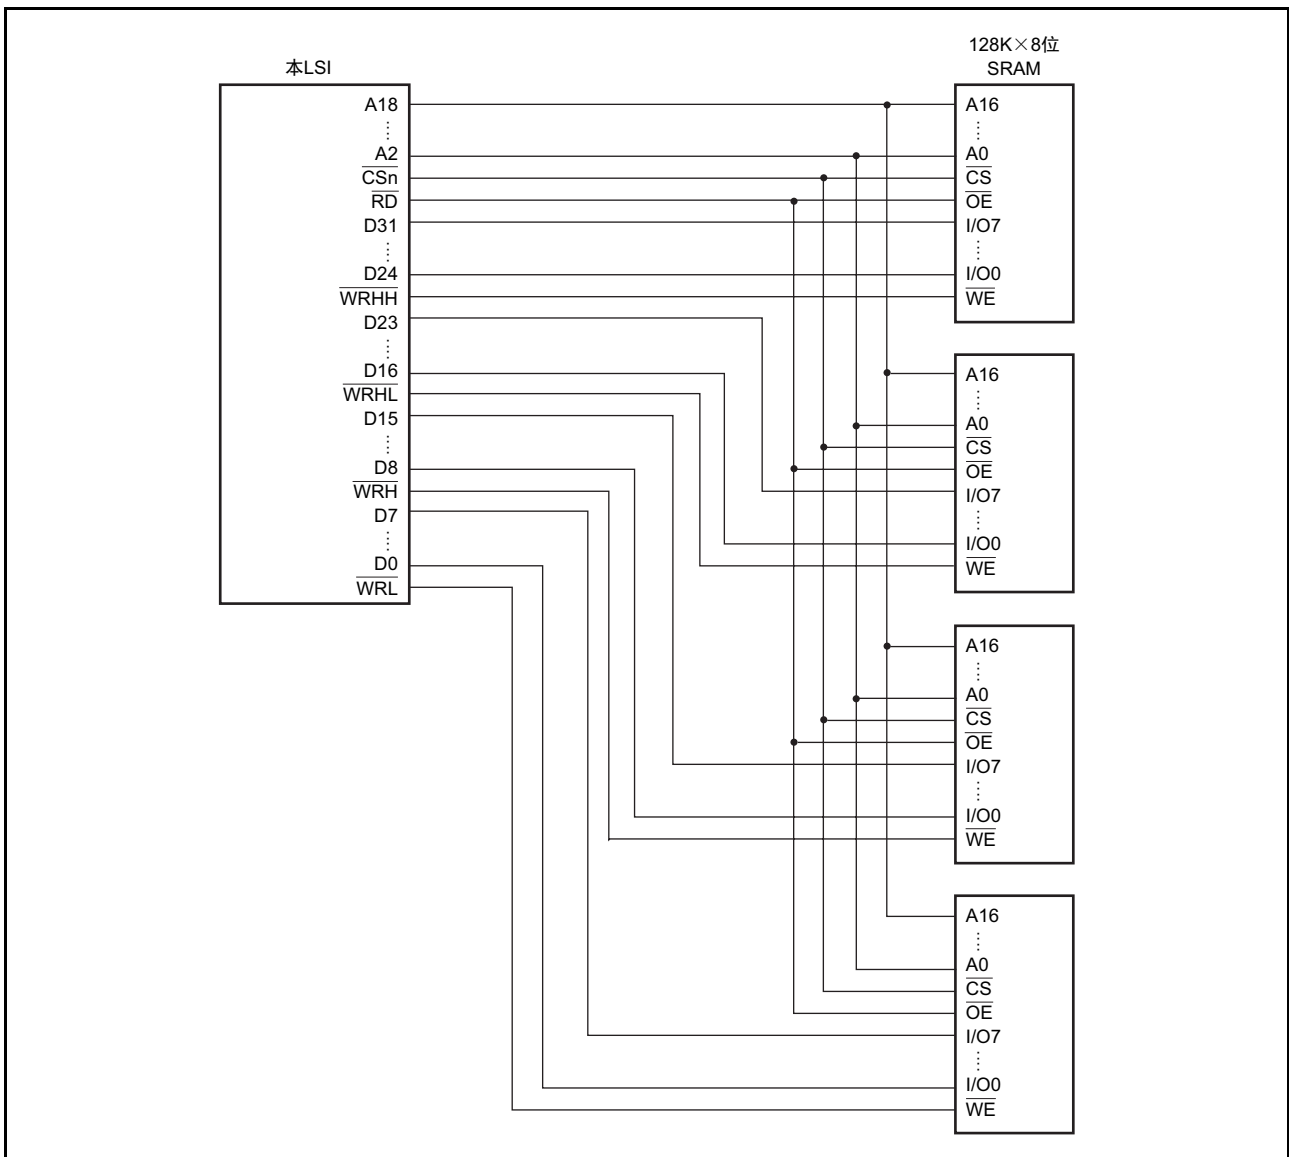 128K×8位
SRAM
本LSI
A18
⋮
A2
CSn
RD
D31
⋮
D24
WRHH
D23
⋮
D16
WRHL
D15
⋮
D8
WRH
D7
⋮
D0
WRL
A16
⋮
A0
CS
OE
I/O7
⋮
I/O0
WE
A16
⋮
A0
CS
OE
I/O7
⋮
I/O0
WE
A16
⋮
A0
CS
OE
I/O7
⋮
I/O0
WE
A16
⋮
A0
CS
OE
I/O7
⋮
I/O0
WE